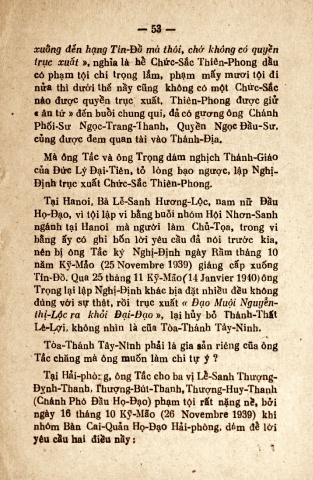 — 53 —
xuống đến hạng Tín-Đồ mà thôi, chớ không có quyền
trục xuất », nghĩa là hề Chức-Sắc Thiên-Phong dầu
có phạm tội chi trọng lắm, phạm mấy mươi tội đi
nữa thì dưới thế nầy cũng không có một Chức-Sắc
nào được quyền trục xuất, Thiên-Phong được giử
« ân tứ » đến buổi chung qui, đã có gương ông Chánh
Phối-Sư Ngọc-Trang-Thanh, Quyền Ngọc Đầu-Sư,
cũng được đem quan tài vào Thánh-Địa.
Mà ông Tắc và ông Trọng dám nghịch Thánh-Giáo
của Đức Lý Đại-Tiên, tỏ lòng bạo ngược, lập Nghị-
Định trục xuất Chức-Sắc Thiên-Phong.
Tại Hanoi, Bà Lễ-Sanh Hương-Lộc, nam nữ Đầu
Họ-Đạo, vì tội lập vi bằng buổi nhóm Hội Nhơn-Sanh
ngánh tại Hanoi mà người làm Chủ-Tọa, trong vi
bằng ấy có ghi bốn lời yêu cầu đã nói trước kia,
nên bị ông Tắc ký Nghị-Định ngày Rằm tháng 10
năm Kỷ-Mão (25 Novembre 1939) giáng cấp xuống
Tín-Đồ. Qua 25 tháng 11 Kỷ-Mão (14 Janvier 1940) ông
Trọng lại lập Nghị-Định khác bịa đặt nhiều đều không
đúng với sự thật, rồi trục xuất « Đạo Muội Nguyễn-
thị-Lộc ra khỏi Đại-Đạo », lại hủy bỏ Thánh-Thất
Lê-Lợi, không nhìn là của Tòa-Thánh Tây-Ninh.
Tòa-Thánh Tây-Ninh phải là gia sản riêng của ông
Tắc chăng mà ông muốn làm chi tự ý ?
Tại Hải-phòng, ông Tắc cho ba vị Lễ-Sanh Thượng-
Đynh-Thanh, Thượng-Bút-Thanh, Thượng-Huy-Thanh
(Chánh Phó Đầu Họ-Đạo) phạm tội rất nặng nề, bởi
ngày 16 tháng 10 Kỷ-Mão (26 Novembre 1939) khi
nhóm Bàn Cai-Quản Họ-Đạo Hải-phòng, dám để lời
yêu cầu hai điều nầy :